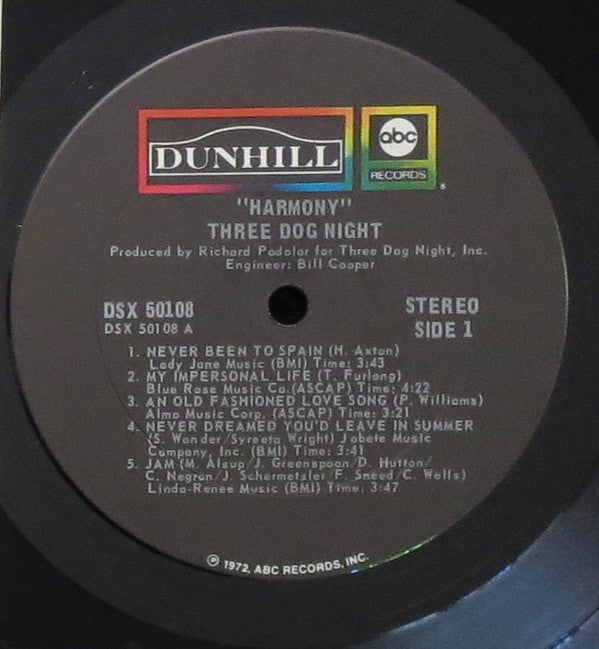 DUNHILL
abc
RECORDS
"HARMONY"
THREE DOG NIGHT
Produced by Richard Podolor for Three Dog Night, Inc.
Engineer: Bill Cooper
DSX 50108
STEREO
DSX 50108 A
SIDE 1
1. NEVER BEEN TO SPAIN (H. Axton)
Lady Jane Music (BMI) Time: 3:43
2. MY IMPERSONAL LIFE (T. Furlong)
Blue Rose Music Co. (ASCAP) Time: 4:22
3. AN OLD FASHIONED LOVE SONG (P. Williams)
Almo Music Corp. (ASCAP) Time: 3:21
4. NEVER DREAMED YOU'D LEAVE IN SUMMER
(S. Wonder/Syreeta Wright) Jobete Music
Company, Inc. (BMI) Time: 3:41
5. JAM (M. Alsup/J. Greenspoon/D. Hutton/
C. Negron/J. Schermetzler/F. Sneed/C. Wells)
Linda-Renee Music (BMI) Time: 3:47
℗ 1972, ABC RECORDS, INC.